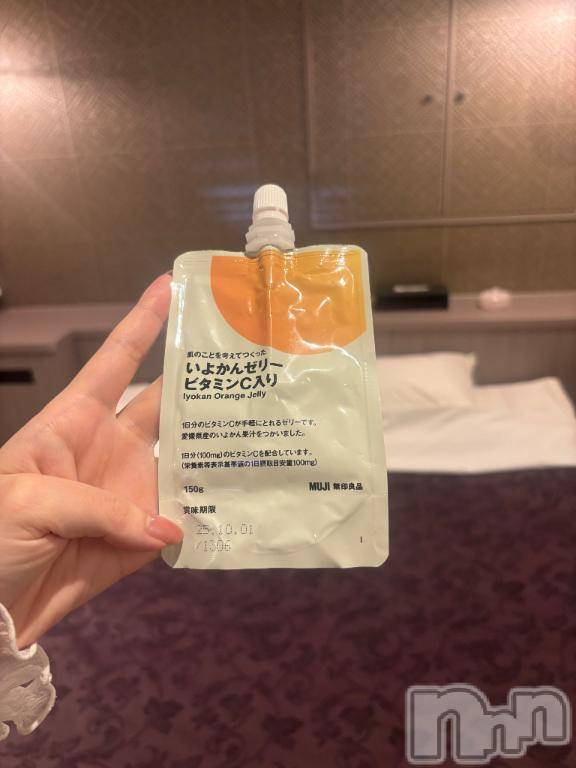 肌のことを考えてつくった
いよかんゼリー
ビタミンC入り
Iyokan Orange Jelly
1日分のビタミンCが手軽にとれるゼリーです。
愛媛県産のいよかん果汁をつかいました。
1日分(100mg)のビタミンCを配合しています。
(栄養素等表示基準値の1日摂取目安量100mg)
150g
MUJI 無印良品
賞味期限
25.10.01
/1306
nnn